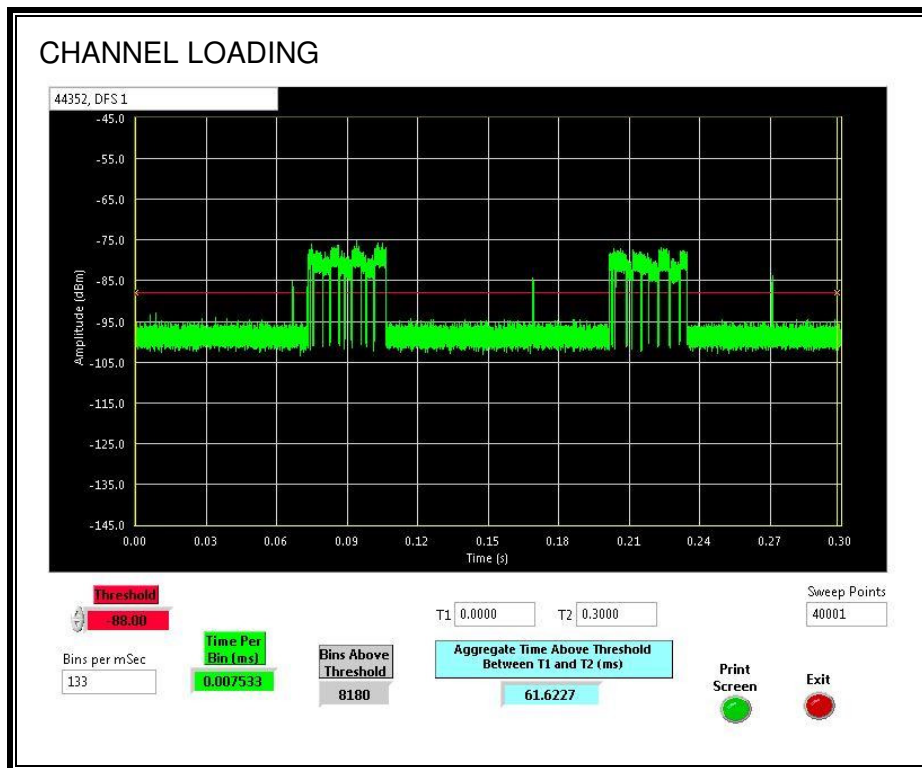 CHANNEL LOADING
44352, DFS 1
-45.0
-55.0
-65.0
-75.0
-85.0
-95.0
-105.0
-115.0
-125.0
-135.0
-145.0
Amplitude (dBm)
0.00 0.03 0.06 0.09 0.12 0.15 0.18 0.21 0.24 0.27 0.30
Time (s)
Threshold
-88.00
Bins per mSec
133
Time Per
Bin (ms)
0.007533
Bins Above
Threshold
8180
T1 0.0000 T2 0.3000
Aggregate Time Above Threshold
Between T1 and T2 (ms)
61.6227
Sweep Points
40001
Print
Screen
Exit